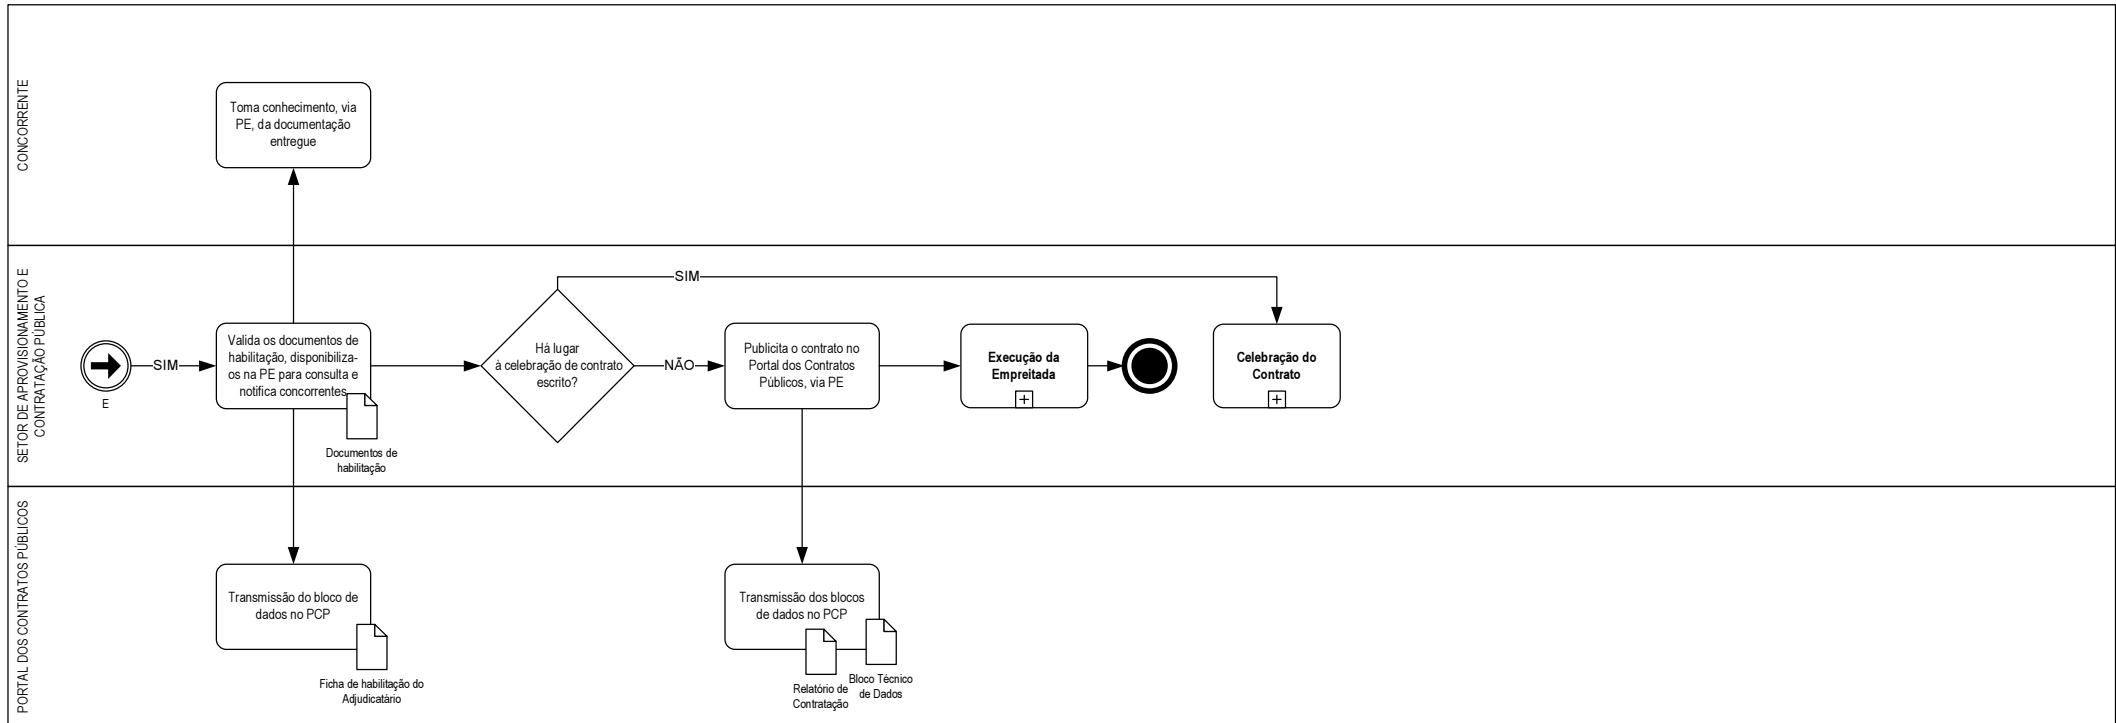 CONCORRENTE
Toma conhecimento, via
PE, da documentação
entregue
SETOR DE APROVISIONAMENTO E
CONTRATAÇÃO PÚBLICA
E
SIM
Valida os documentos de
habilitação, disponibiliza-
os na PE para consulta e
notifica concorrentes
Documentos de
habilitação
Há lugar
à celebração de contrato
escrito?
SIM
NÃO
Publicita o contrato no
Portal dos Contratos
Públicos, via PE
Execução da
Empreitada
Celebração do
Contrato
PORTAL DOS CONTRATOS PÚBLICOS
Transmissão do bloco de
dados no PCP
Ficha de habilitação do
Adjudicatário
Transmissão dos blocos
de dados no PCP
Relatório de
Contratação
Bloco Técnico
de Dados